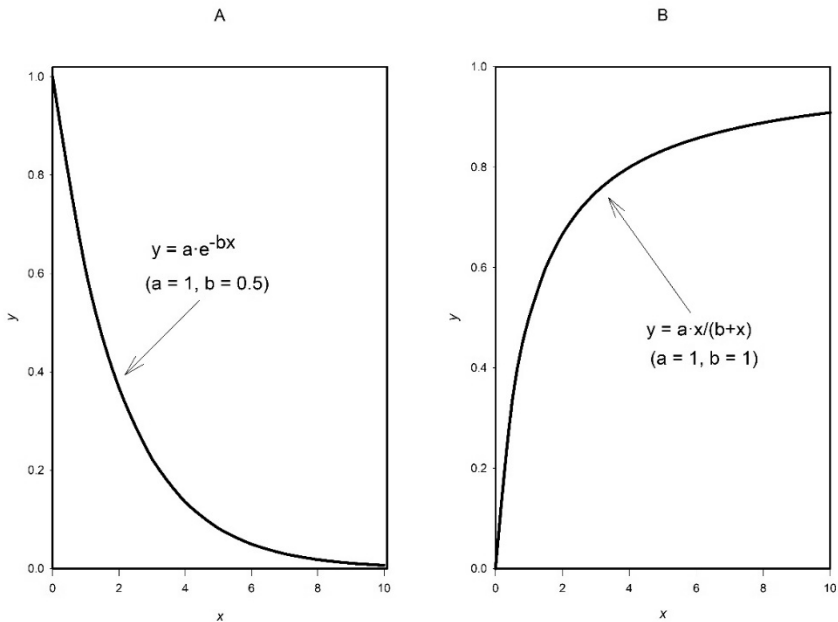 A
1.0
0.8
0.6
0.4
0.2
0.0
y
y = a·e^-bx
(a = 1, b = 0.5)
0 2 4 6 8 10
x
B
1.0
0.8
0.6
0.4
0.2
0.0
y
y = a·x/(b+x)
(a = 1, b = 1)
0 2 4 6 8 10
x